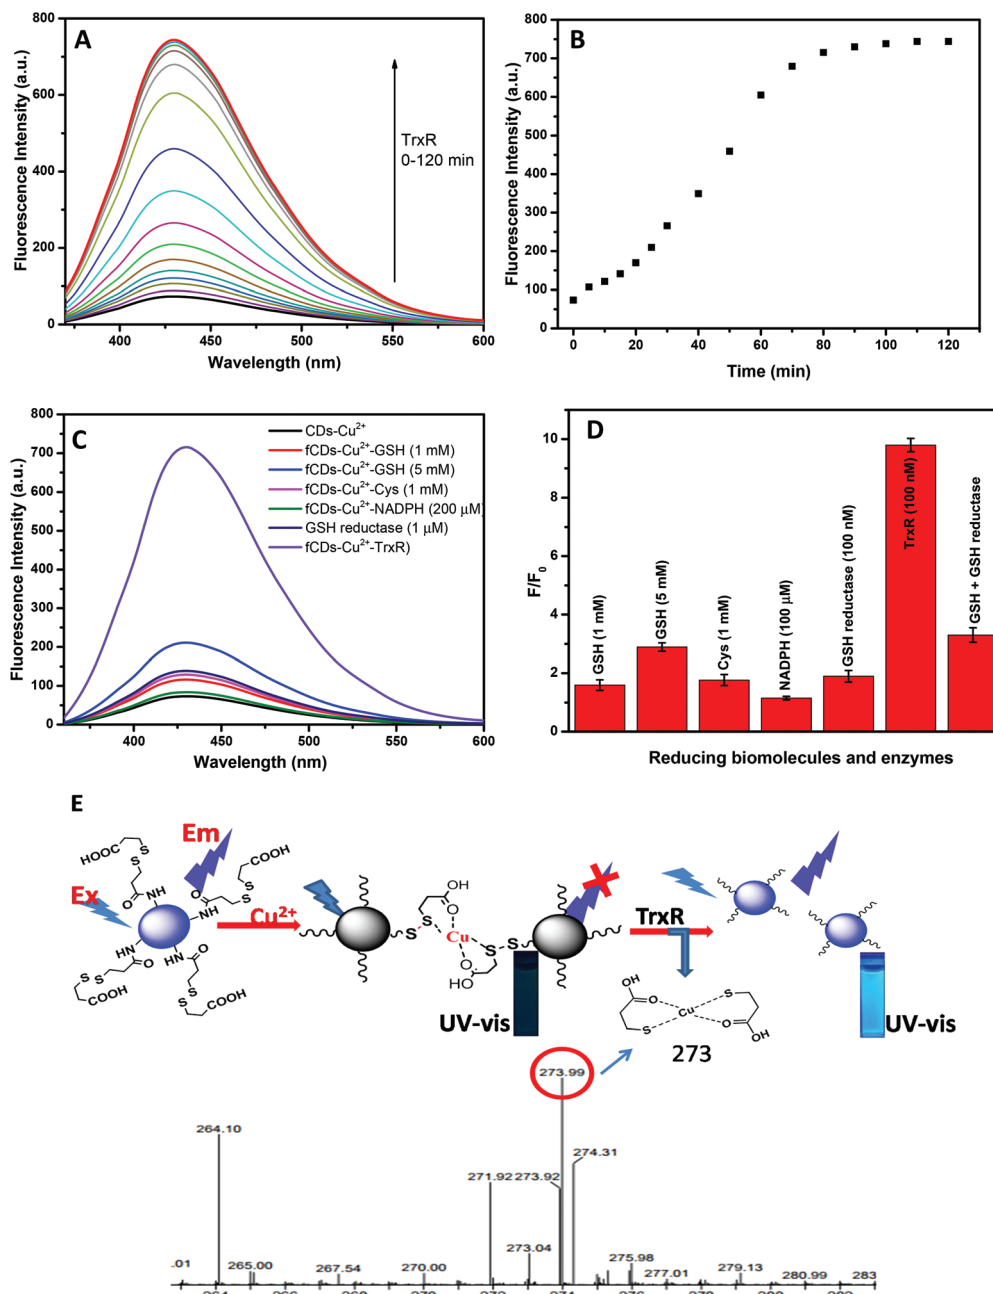 A
Fluorescence Intensity (a.u.)
800
700
600
500
400
300
200
100
0
TrxR
0-120 min
400
450
500
550
600
Wavelength (nm)
B
Fluorescence Intensity (a.u.)
800
700
600
500
400
300
200
100
0
0
20
40
60
80
100
120
Time (min)
C
Fluorescence Intensity (a.u.)
800
700
600
500
400
300
200
100
0
CDs-Cu²⁺
fCDs-Cu²⁺-GSH (1 mM)
fCDs-Cu²⁺-GSH (5 mM)
fCDs-Cu²⁺-Cys (1 mM)
fCDs-Cu²⁺-NADPH (200 µM)
GSH reductase (1 µM)
fCDs-Cu²⁺-TrxR)
400
450
500
550
600
Wavelength (nm)
D
F/F₀
10
8
6
4
2
0
GSH (1 mM)
GSH (5 mM)
Cys (1 mM)
NADPH (100 µM)
GSH reductase (100 nM)
TrxR (100 nM)
GSH + GSH reductase
Reducing biomolecules and enzymes
E
Em
Ex
HOOC
S
S
O
NH
COOH
S
S
O
NH
HN
O
S
S
COOH
HN
O
S
S
COOH
Cu²⁺
OH
O
S
S
Cu
S
S
O
HO
UV-vis
TrxR
OH
O
S
Cu
S
O
OH
273
UV-vis
273.99
264.10
274.31
271.92
273.92
273.04
275.98
.01
265.00
267.54
270.00
277.01
279.13
280.99
283